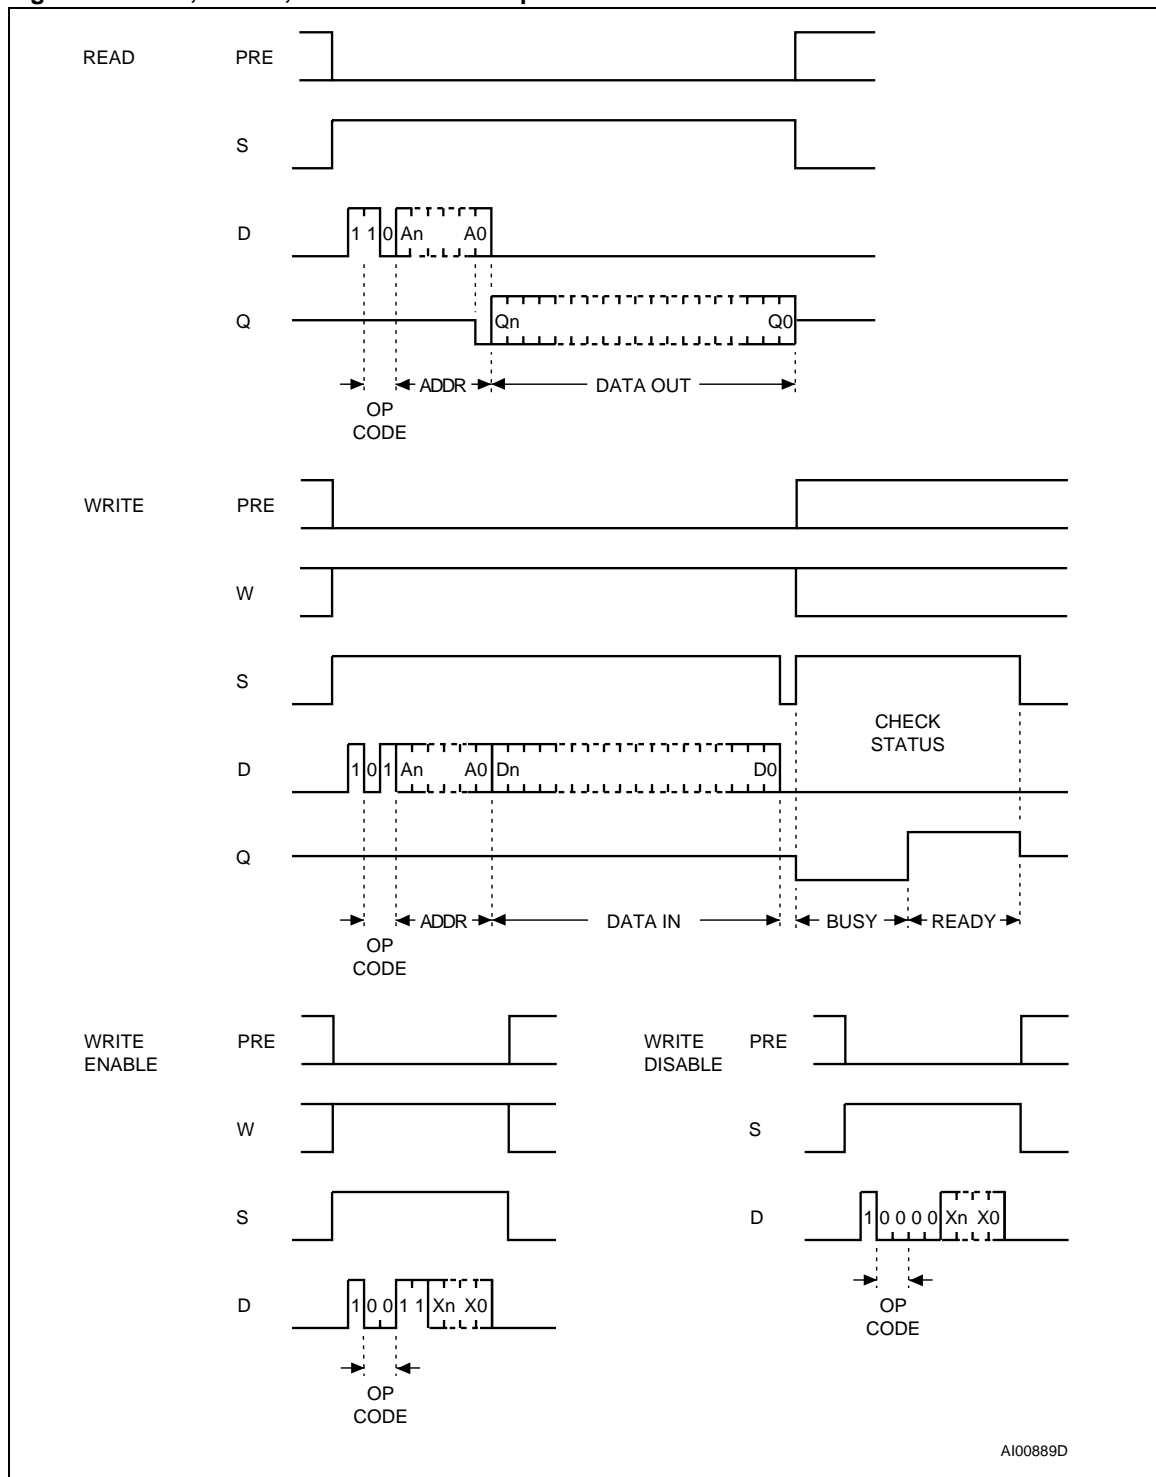 READ PRE
S
D 1 1 0 An A0
Q Qn Q0
ADDR DATA OUT
OP
CODE
WRITE PRE
W
S
CHECK
STATUS
D 1 0 1 An A0 Dn D0
Q
ADDR DATA IN BUSY READY
OP
CODE
WRITE
ENABLE
PRE
W
S
D 1 0 0 1 1 Xn X0
OP
CODE
WRITE
DISABLE
PRE
S
D 1 0 0 0 0 Xn X0
OP
CODE
AI00889D